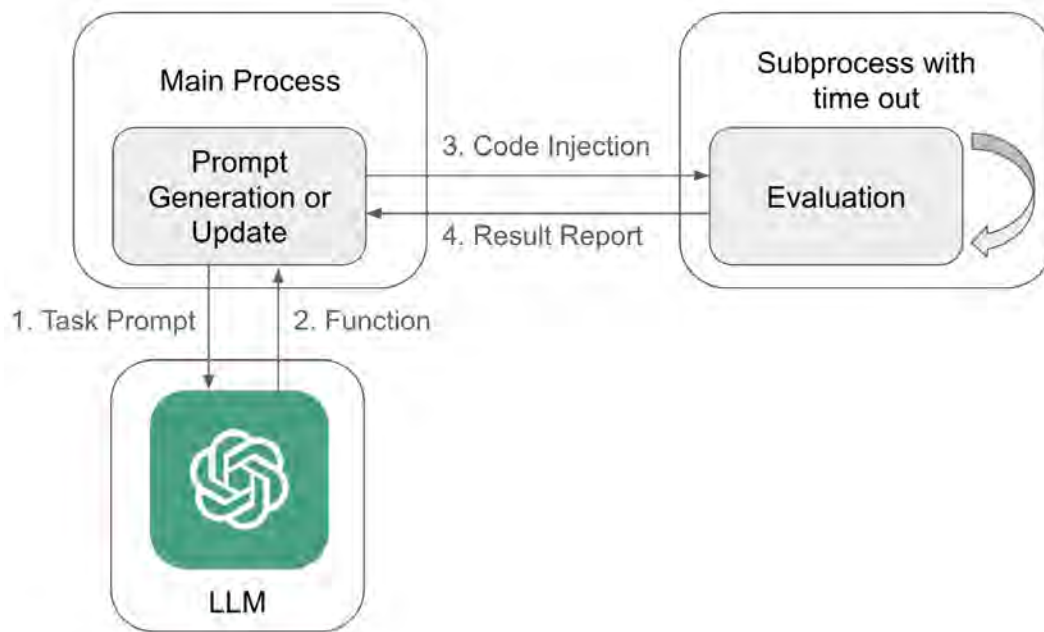 Main Process
Prompt
Generation or
Update
Subprocess with
time out
3. Code Injection
Evaluation
4. Result Report
1. Task Prompt
2. Function
LLM